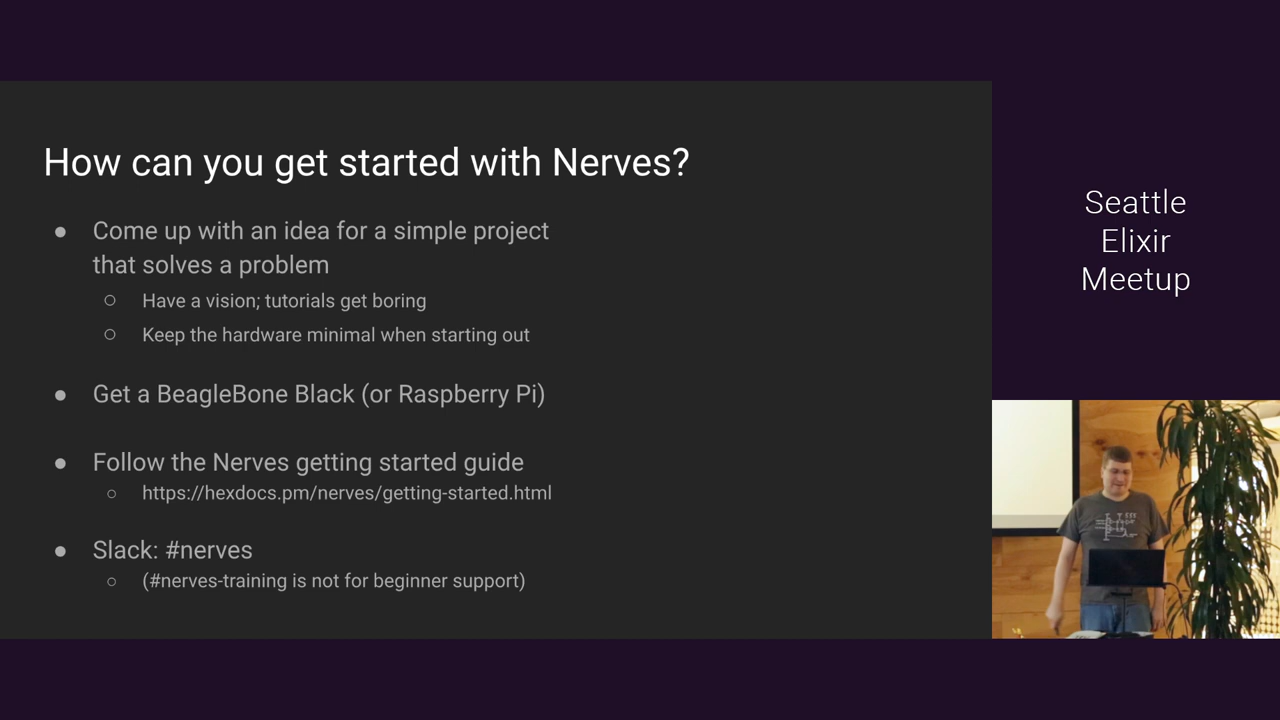 How can you get started with Nerves?
● Come up with an idea for a simple project
that solves a problem
○ Have a vision; tutorials get boring
○ Keep the hardware minimal when starting out
● Get a BeagleBone Black (or Raspberry Pi)
● Follow the Nerves getting started guide
○ https://hexdocs.pm/nerves/getting-started.html
● Slack: #nerves
○ (#nerves-training is not for beginner support)
Seattle
Elixir
Meetup